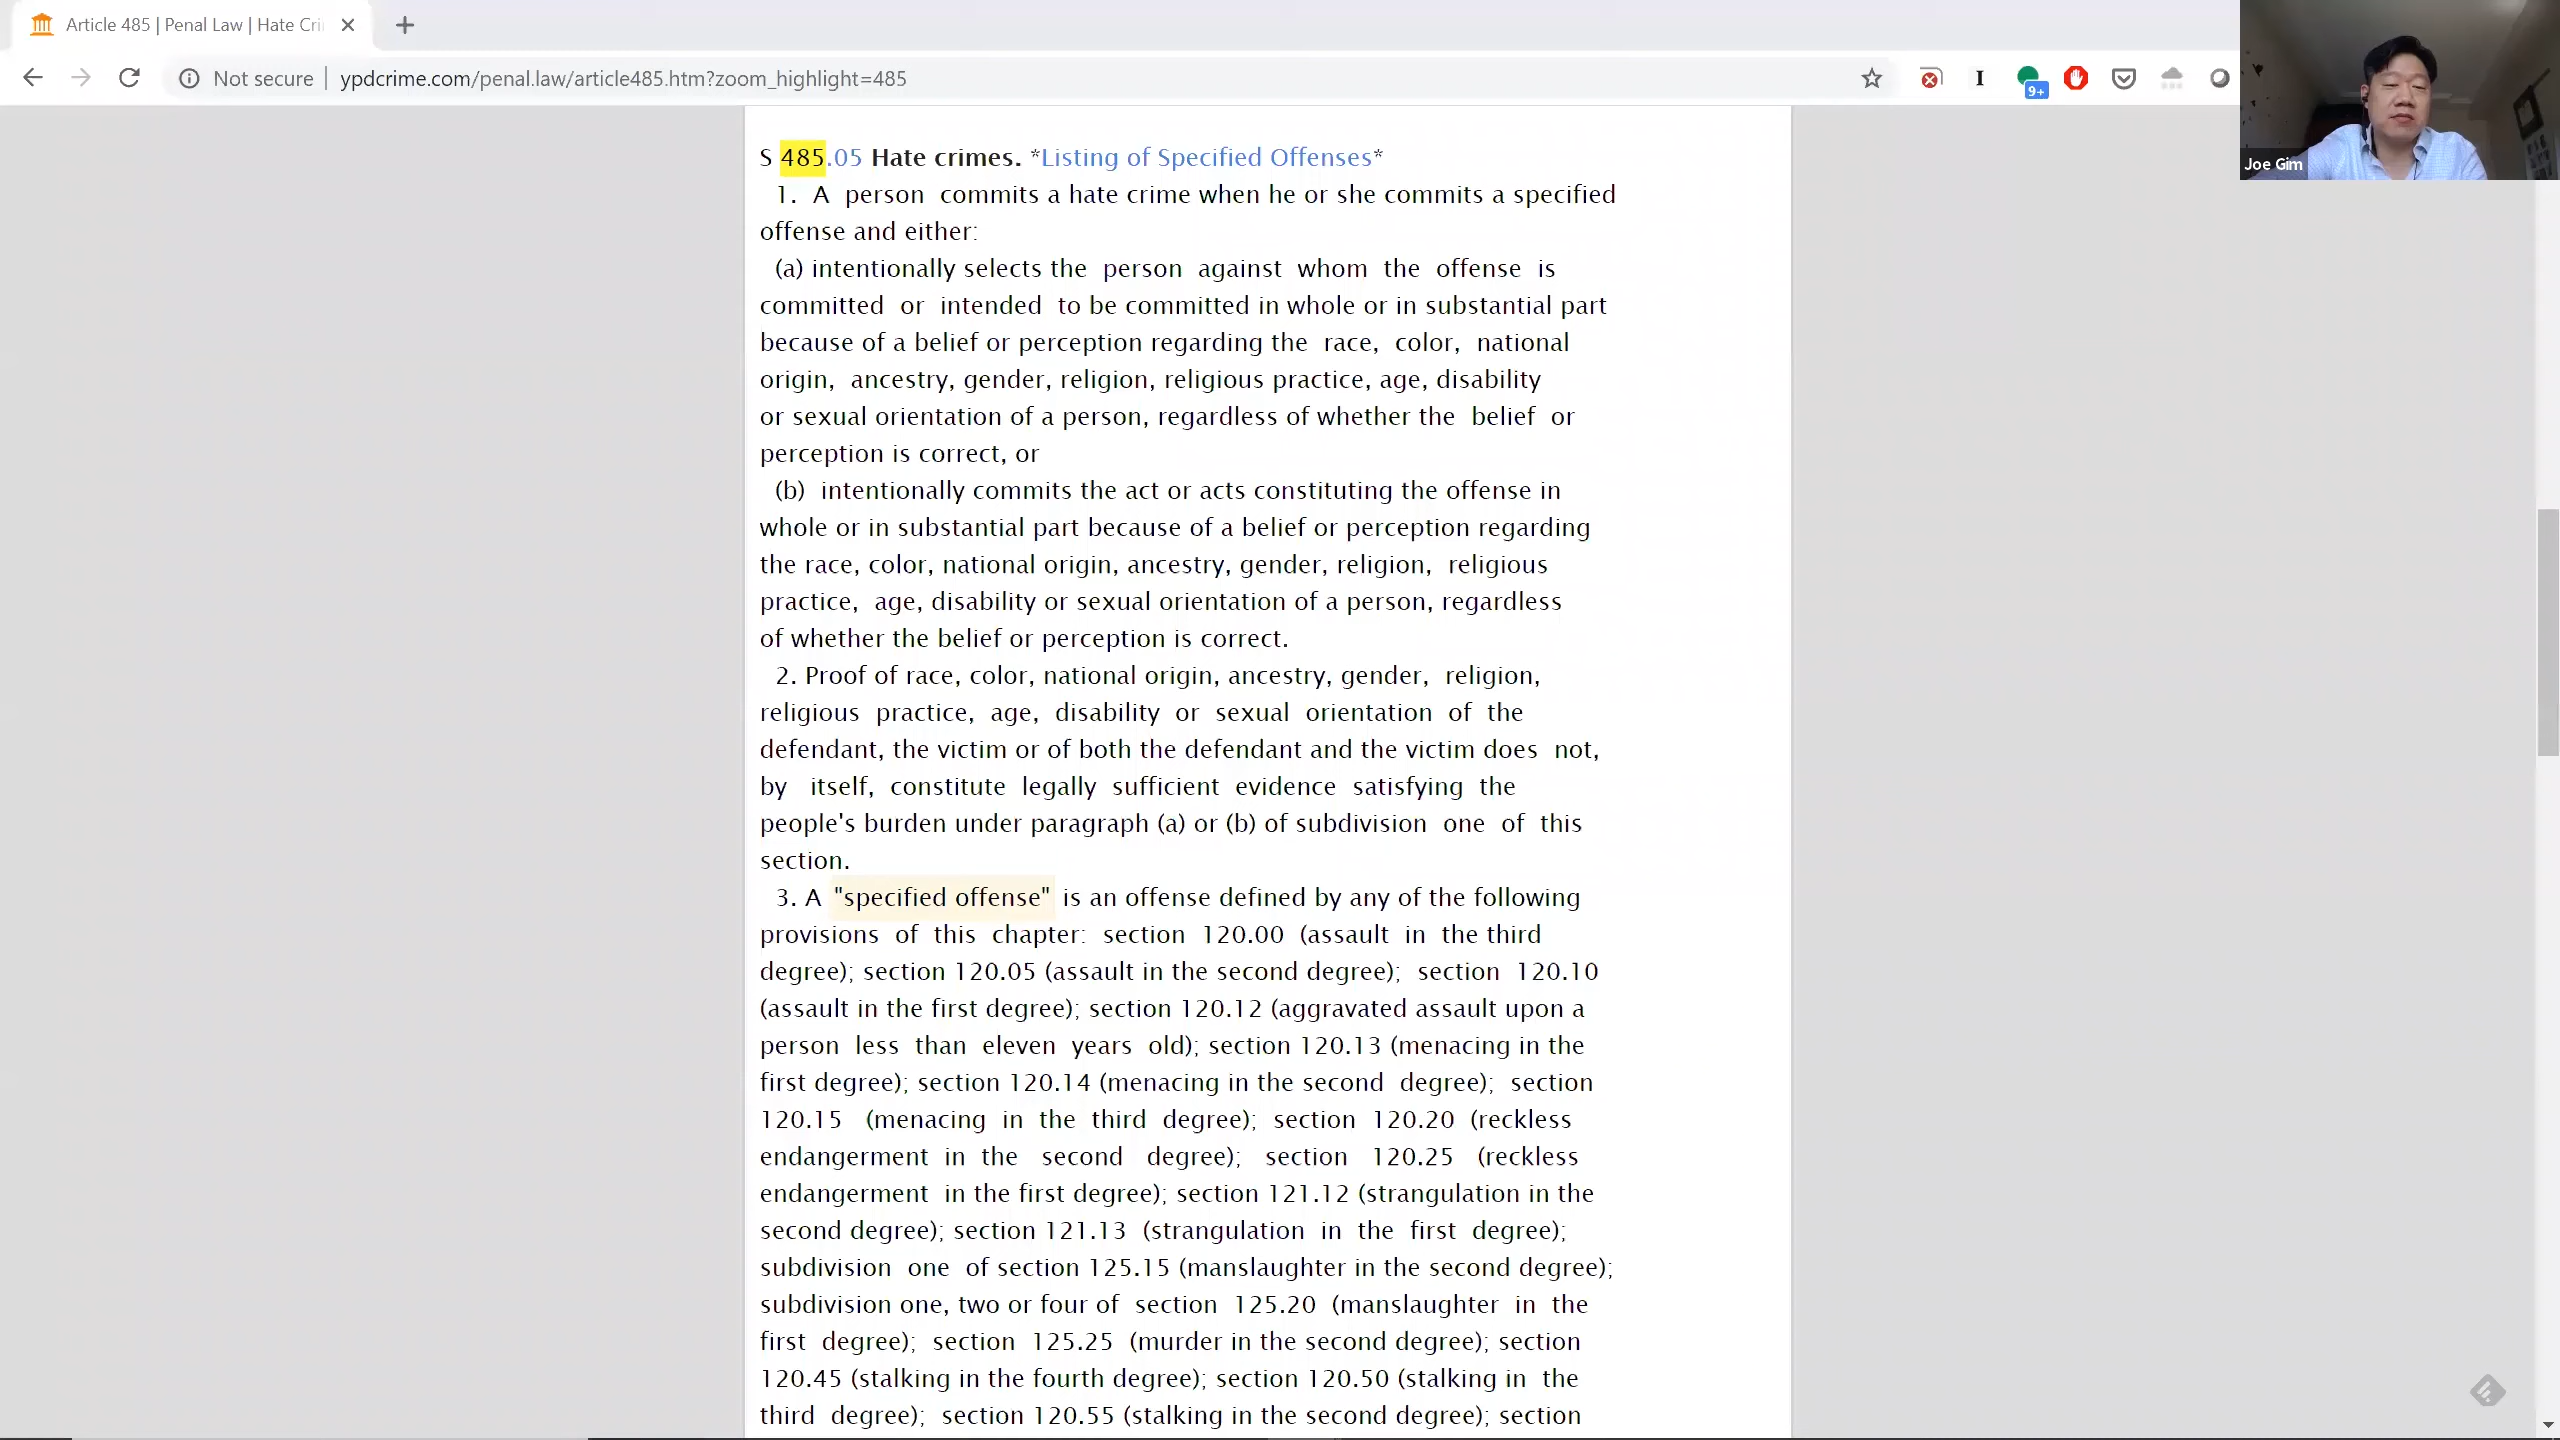 Article 485 | Penal Law | Hate Cri
Not secure | ypdcrime.com/penal.law/article485.htm?zoom_highlight=485
9+
Joe Gim
S 485.05 Hate crimes. *Listing of Specified Offenses*
1. A person commits a hate crime when he or she commits a specified
offense and either:
(a) intentionally selects the person against whom the offense is
committed or intended to be committed in whole or in substantial part
because of a belief or perception regarding the race, color, national
origin, ancestry, gender, religion, religious practice, age, disability
or sexual orientation of a person, regardless of whether the belief or
perception is correct, or
(b) intentionally commits the act or acts constituting the offense in
whole or in substantial part because of a belief or perception regarding
the race, color, national origin, ancestry, gender, religion, religious
practice, age, disability or sexual orientation of a person, regardless
of whether the belief or perception is correct.
2. Proof of race, color, national origin, ancestry, gender, religion,
religious practice, age, disability or sexual orientation of the
defendant, the victim or of both the defendant and the victim does not,
by itself, constitute legally sufficient evidence satisfying the
people's burden under paragraph (a) or (b) of subdivision one of this
section.
3. A "specified offense" is an offense defined by any of the following
provisions of this chapter: section 120.00 (assault in the third
degree); section 120.05 (assault in the second degree); section 120.10
(assault in the first degree); section 120.12 (aggravated assault upon a
person less than eleven years old); section 120.13 (menacing in the
first degree); section 120.14 (menacing in the second degree); section
120.15 (menacing in the third degree); section 120.20 (reckless
endangerment in the second degree); section 120.25 (reckless
endangerment in the first degree); section 121.12 (strangulation in the
second degree); section 121.13 (strangulation in the first degree);
subdivision one of section 125.15 (manslaughter in the second degree);
subdivision one, two or four of section 125.20 (manslaughter in the
first degree); section 125.25 (murder in the second degree); section
120.45 (stalking in the fourth degree); section 120.50 (stalking in the
third degree); section 120.55 (stalking in the second degree); section